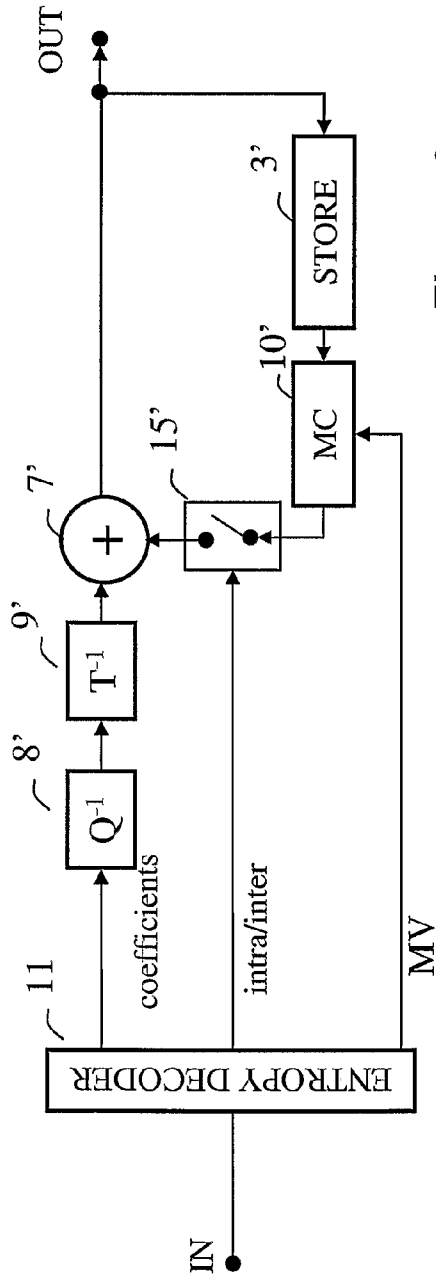 IN
ENTROPY DECODER
11
coefficients
intra/inter
MV
8'
Q⁻¹
9'
T⁻¹
7'
+
15'
10'
MC
3'
STORE
OUT